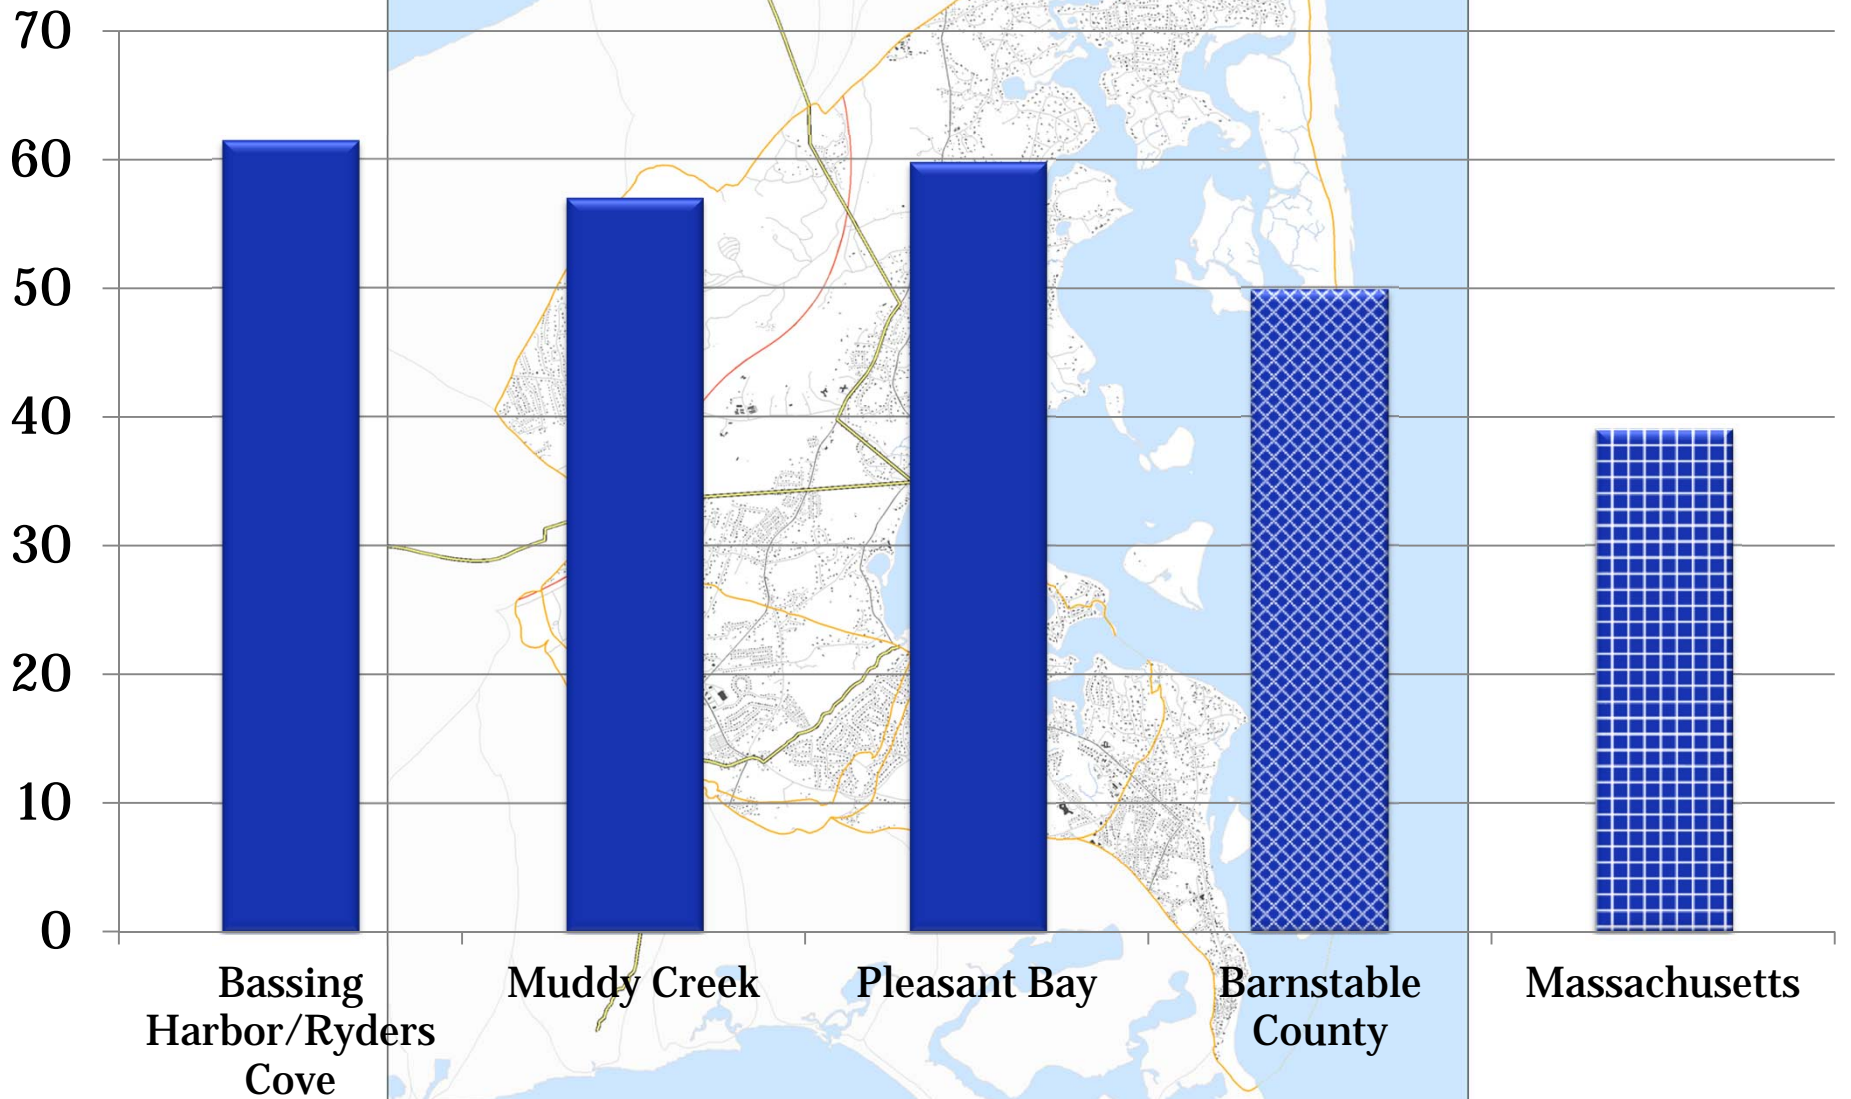 70
60
50
40
30
20
10
0
Bassing
Harbor/Ryders
Cove
Muddy Creek
Pleasant Bay
Barnstable
County
Massachusetts